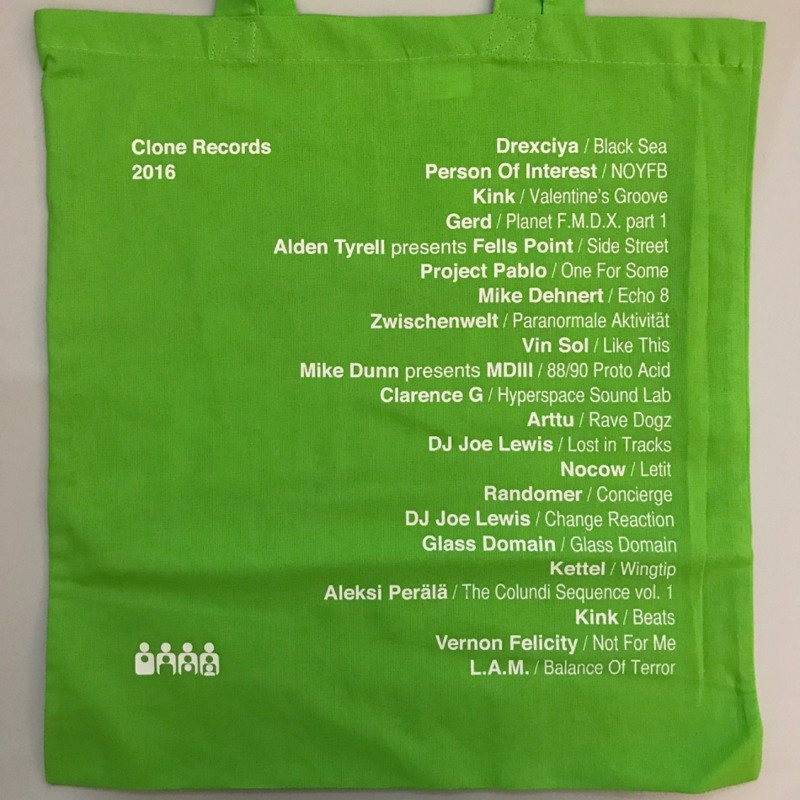 Clone Records
2016
Drexciya / Black Sea
Person Of Interest / NOYFB
Kink / Valentine's Groove
Gerd / Planet F.M.D.X. part 1
Alden Tyrell presents Fells Point / Side Street
Project Pablo / One For Some
Mike Dehnert / Echo 8
Zwischenwelt / Paranormale Aktivität
Vin Sol / Like This
Mike Dunn presents MDIII / 88/90 Proto Acid
Clarence G / Hyperspace Sound Lab
Arttu / Rave Dogz
DJ Joe Lewis / Lost in Tracks
Nocow / Letit
Randomer / Concierge
DJ Joe Lewis / Change Reaction
Glass Domain / Glass Domain
Kettel / Wingtip
Aleksi Perälä / The Colundi Sequence vol. 1
Kink / Beats
Vernon Felicity / Not For Me
L.A.M. / Balance Of Terror